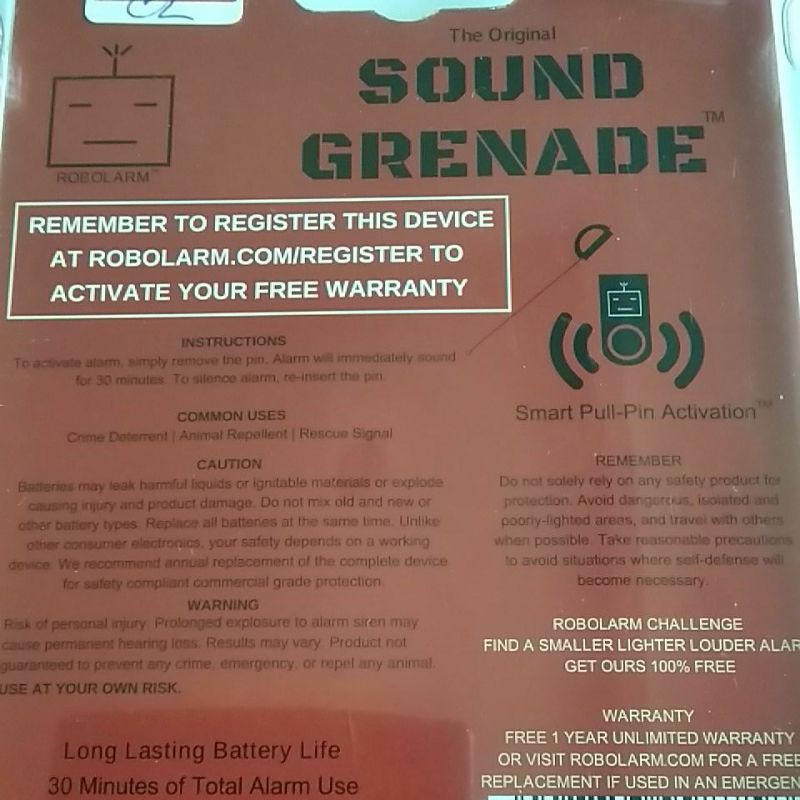 The Original
SOUND
GRENADE™
ROBOLARM™
REMEMBER TO REGISTER THIS DEVICE
AT ROBOLARM.COM/REGISTER TO
ACTIVATE YOUR FREE WARRANTY
INSTRUCTIONS
To activate alarm, simply remove the pin. Alarm will immediately sound
for 30 minutes. To silence alarm, re-insert the pin.
COMMON USES
Crime Deterrent | Animal Repellent | Rescue Signal
CAUTION
Batteries may leak harmful liquids or ignitable materials or explode
causing injury and product damage. Do not mix old and new or
other battery types. Replace all batteries at the same time. Unlike
other consumer electronics, your safety depends on a working
device. We recommend annual replacement of the complete device
for safety compliant commercial grade protection.
WARNING
Risk of personal injury. Prolonged exposure to alarm siren may
cause permanent hearing loss. Results may vary. Product not
guaranteed to prevent any crime, emergency, or repel any animal.
USE AT YOUR OWN RISK.
Long Lasting Battery Life
30 Minutes of Total Alarm Use
Smart Pull-Pin Activation™
REMEMBER
Do not solely rely on any safety product for
protection. Avoid dangerous, isolated and
poorly-lighted areas, and travel with others
when possible. Take reasonable precautions
to avoid situations where self-defense will
become necessary.
ROBOLARM CHALLENGE
FIND A SMALLER LIGHTER LOUDER ALAR
GET OURS 100% FREE
WARRANTY
FREE 1 YEAR UNLIMITED WARRANTY
OR VISIT ROBOLARM.COM FOR A FREE
REPLACEMENT IF USED IN AN EMERGEN